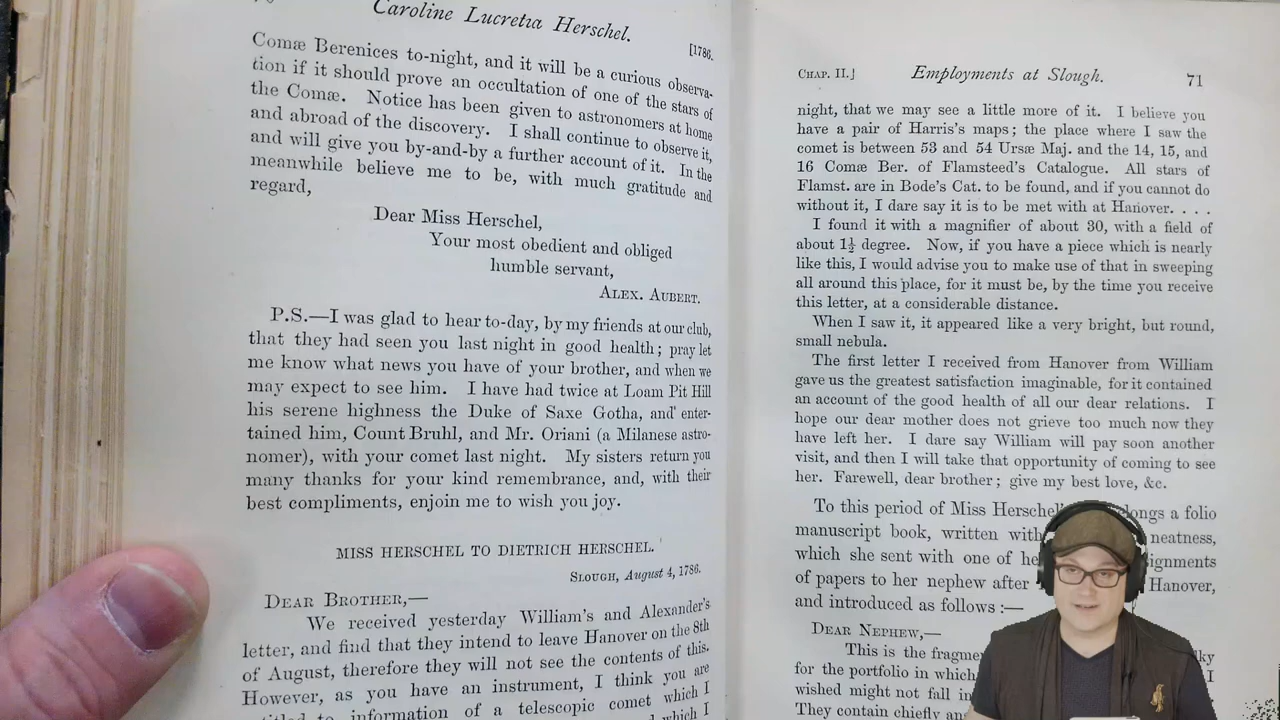 Caroline Lucretia Herschel.
[1786.
Comæ Berenices to-night, and it will be a curious observa-
tion if it should prove an occultation of one of the stars of
the Comæ. Notice has been given to astronomers at home
and abroad of the discovery. I shall continue to observe it,
and will give you by-and-by a further account of it. In the
meanwhile believe me to be, with much gratitude and
regard,
Dear Miss Herschel,
Your most obedient and obliged
humble servant,
ALEX. AUBERT.
P.S.—I was glad to hear to-day, by my friends at our club,
that they had seen you last night in good health; pray let
me know what news you have of your brother, and when we
may expect to see him. I have had twice at Loam Pit Hill
his serene highness the Duke of Saxe Gotha, and enter-
tained him, Count Bruhl, and Mr. Oriani (a Milanese astro-
nomer), with your comet last night. My sisters return you
many thanks for your kind remembrance, and, with their
best compliments, enjoin me to wish you joy.
MISS HERSCHEL TO DIETRICH HERSCHEL.
SLOUGH, August 4, 1786.
DEAR BROTHER,—
We received yesterday William's and Alexander's
letter, and find that they intend to leave Hanover on the 8th
of August, therefore they will not see the contents of this.
However, as you have an instrument, I think you are
to information of a telescopic comet which I
which I
CHAP. II.]
Employments at Slough.
71
night, that we may see a little more of it. I believe you
have a pair of Harris's maps; the place where I saw the
comet is between 53 and 54 Ursæ Maj. and the 14, 15, and
16 Comæ Ber. of Flamsteed's Catalogue. All stars of
Flamst. are in Bode's Cat. to be found, and if you cannot do
without it, I dare say it is to be met with at Hanover. . . .
I found it with a magnifier of about 30, with a field of
about 1½ degree. Now, if you have a piece which is nearly
like this, I would advise you to make use of that in sweeping
all around this place, for it must be, by the time you receive
this letter, at a considerable distance.
When I saw it, it appeared like a very bright, but round,
small nebula.
The first letter I received from Hanover from William
gave us the greatest satisfaction imaginable, for it contained
an account of the good health of all our dear relations. I
hope our dear mother does not grieve too much now they
have left her. I dare say William will pay soon another
visit, and then I will take that opportunity of coming to see
her. Farewell, dear brother; give my best love, &c.
To this period of Miss Herschel a folio
manuscript book, written with neatness,
which she sent with one of
of papers to her nephew after Hanover,
and introduced as follows:—
DEAR NEPHEW,—
This is the
for the portfolio in which I
wished might not fall
They contain chiefly